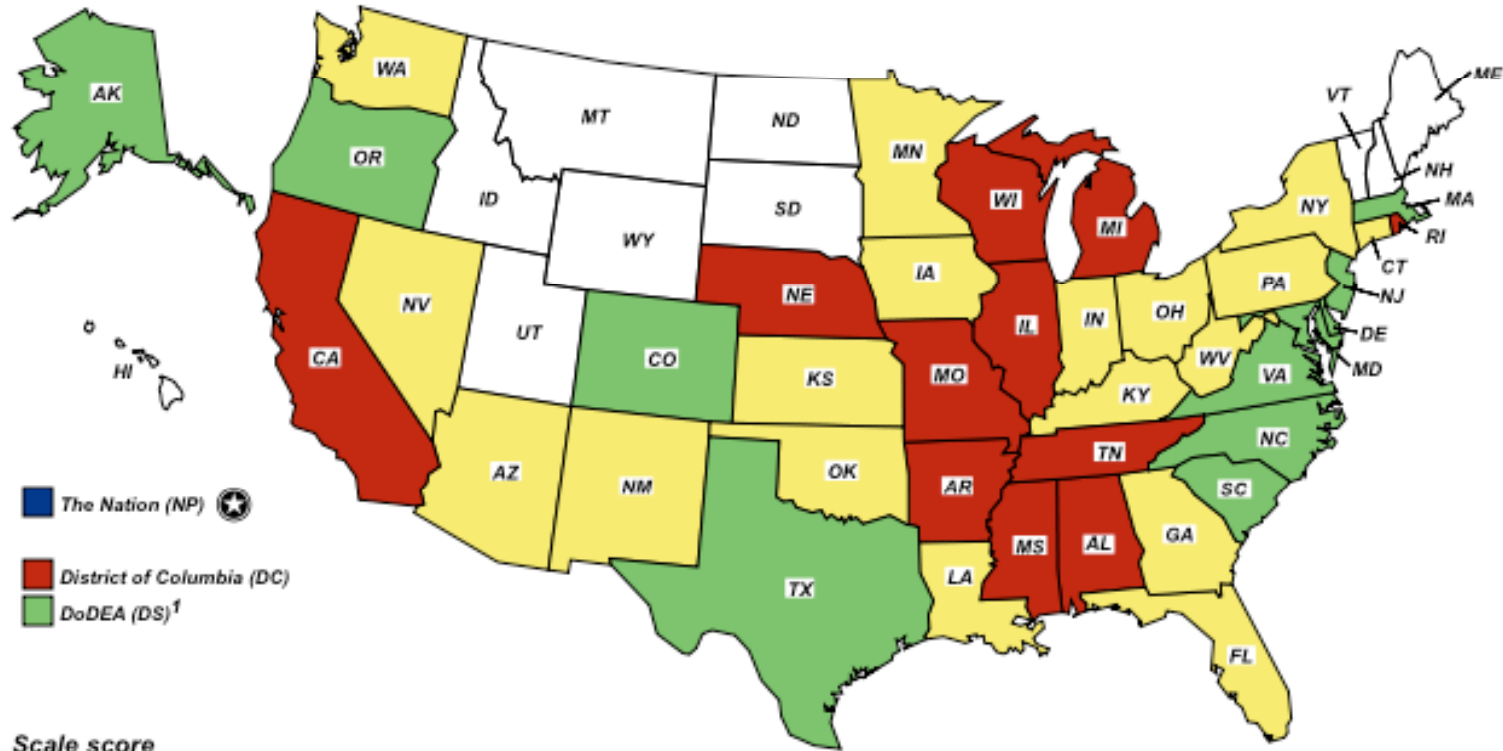 AK
WA
OR
ID
MT
ND
MN
VT
ME
NH
MA
NY
RI
CT
WI
MI
SD
WY
IA
NE
PA
NJ
NV
UT
CO
CA
HI
KS
MO
IL
IN
OH
WV
KY
DE
MD
VA
NC
TN
SC
AZ
NM
OK
AR
MS
AL
GA
LA
TX
FL
The Nation (NP)
District of Columbia (DC)
DoDEA (DS)¹
Scale score